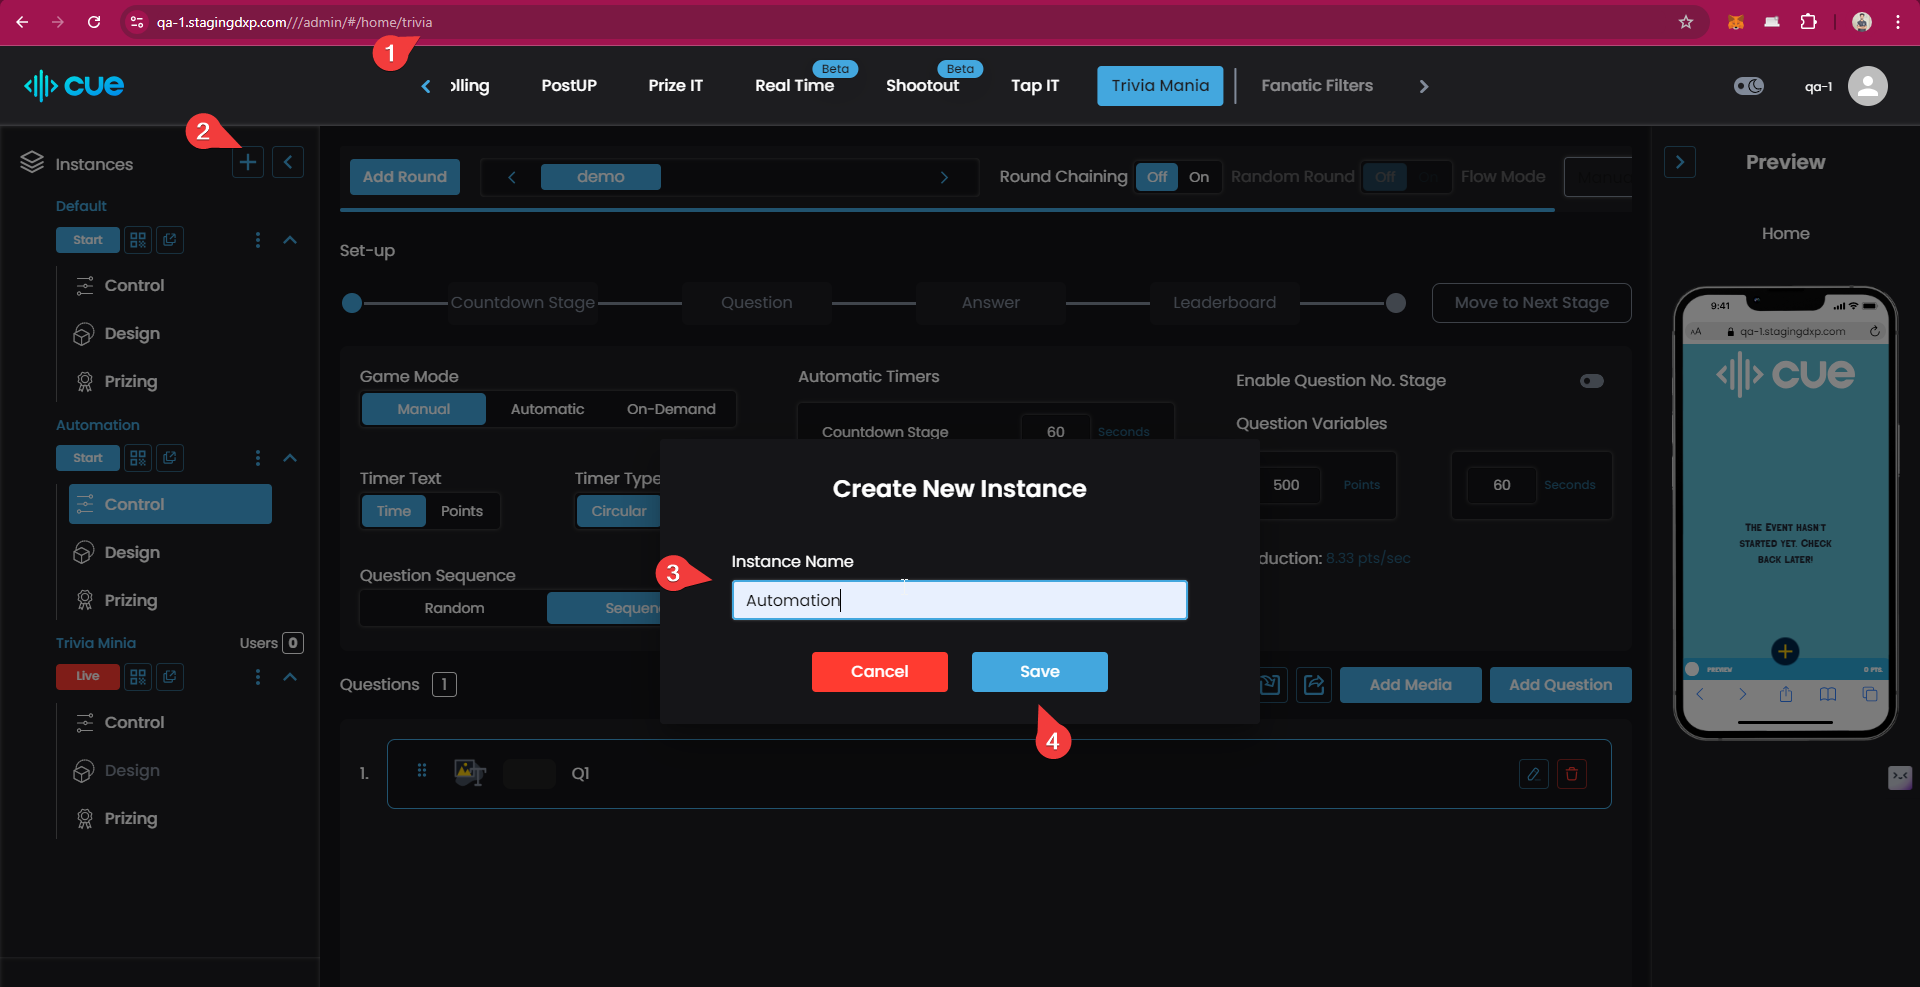 qa-1.stagingdxp.com///admin/#/home/trivia
1
cue
olling
PostUP
Prize IT
Real Time
Beta
Shootout
Beta
Tap IT
Trivia Mania
Fanatic Filters
qa-1
2
Instances
Default
Start
Control
Design
Prizing
Automation
Start
Control
Design
Prizing
Trivia Minia
Users 0
Live
Control
Design
Prizing
Add Round
demo
Round Chaining
Off On
Random Round
Off On
Flow Mode
Set-up
Countdown Stage
Question
Answer
Leaderboard
Move to Next Stage
Game Mode
Manual
Automatic
On-Demand
Automatic Timers
Countdown Stage
60
Seconds
Enable Question No. Stage
Question Variables
500
Points
60
Seconds
duction: 8.33 pts/sec
Timer Text
Time
Points
Timer Type
Circular
Question Sequence
Random
Sequen
Create New Instance
3
Instance Name
Automation
Cancel
Save
4
Questions 1
Add Media
Add Question
1.
Q1
Preview
Home
9:41
AA
qa-1.stagingdxp.com
cue
The Event hasn't
started yet. Check
back later!
PREVIEW
0 PTS.